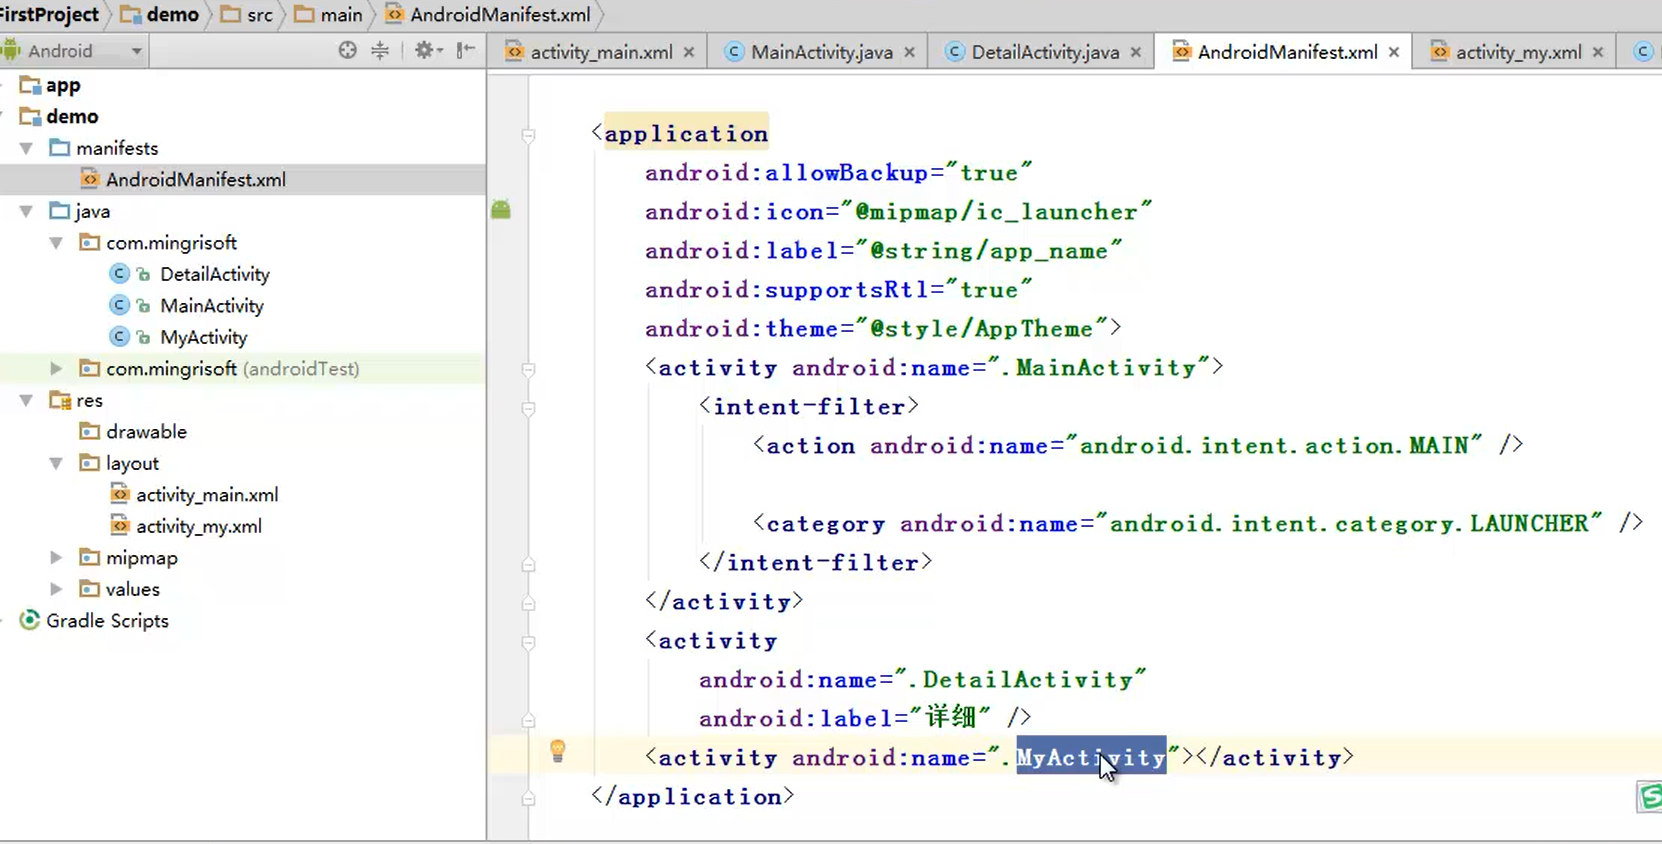 FirstProject demo src main AndroidManifest.xml
Android
activity_main.xml MainActivity.java DetailActivity.java AndroidManifest.xml activity_my.xml
app
demo
manifests
AndroidManifest.xml
java
com.mingrisoft
DetailActivity
MainActivity
MyActivity
com.mingrisoft (androidTest)
res
drawable
layout
activity_main.xml
activity_my.xml
mipmap
values
Gradle Scripts
<application
android:allowBackup="true"
android:icon="@mipmap/ic_launcher"
android:label="@string/app_name"
android:supportsRtl="true"
android:theme="@style/AppTheme">
<activity android:name=".MainActivity">
<intent-filter>
<action android:name="android.intent.action.MAIN" />
<category android:name="android.intent.category.LAUNCHER" />
</intent-filter>
</activity>
<activity
android:name=".DetailActivity"
android:label="详细" />
<activity android:name=".MyActivity"></activity>
</application>